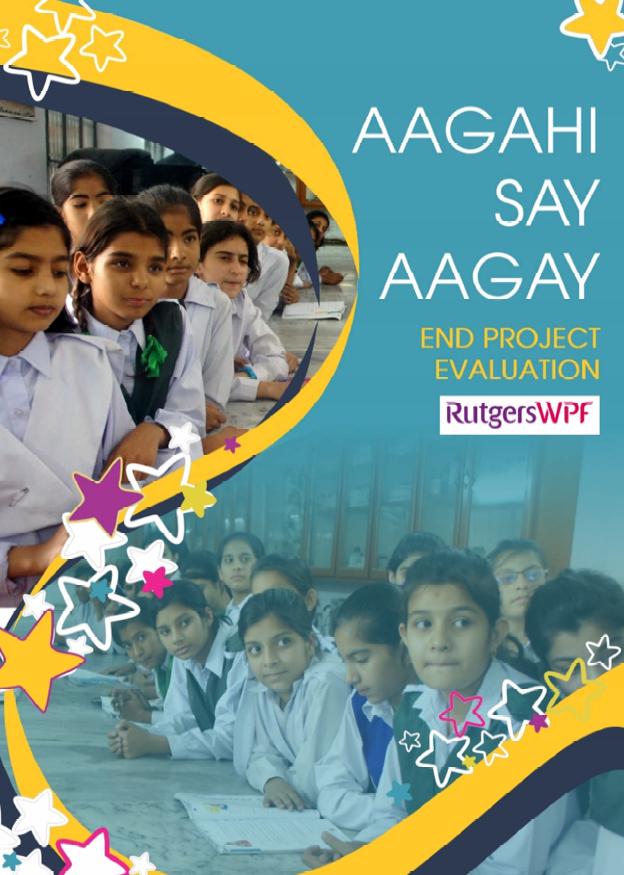 AAGAHI
SAY
AAGAY
END PROJECT
EVALUATION
RutgersWPF